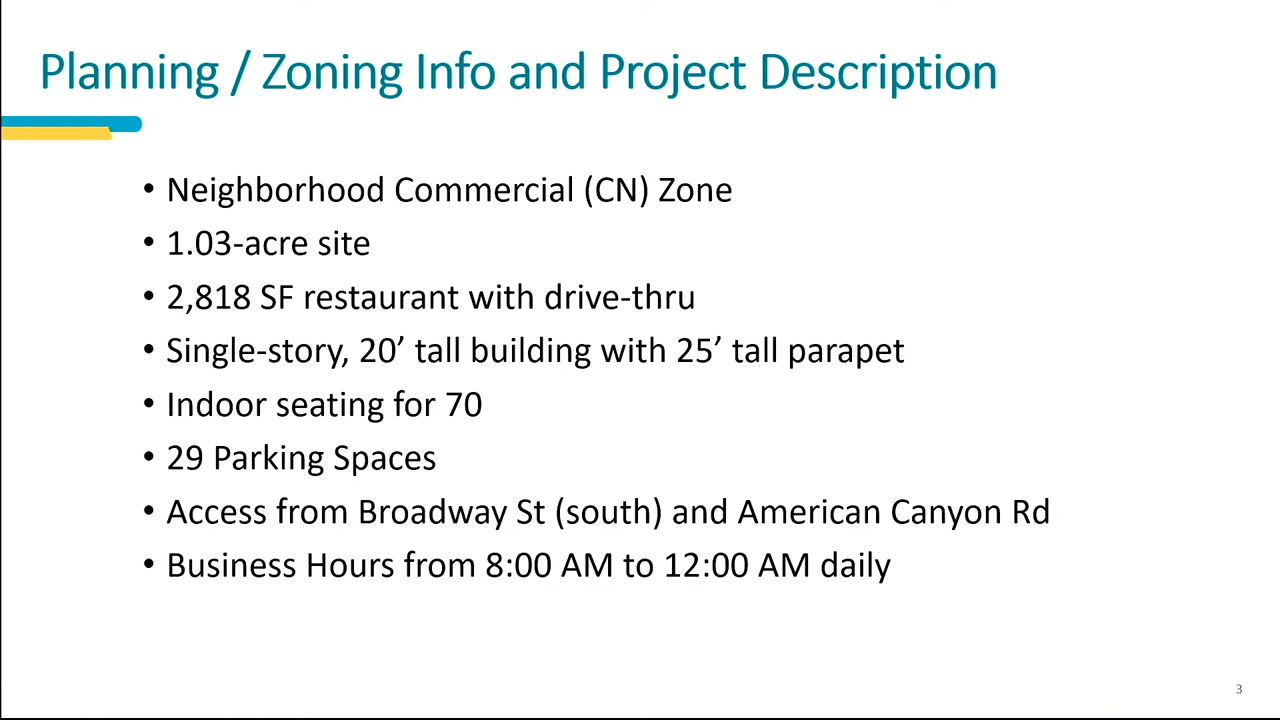 Planning / Zoning Info and Project Description
• Neighborhood Commercial (CN) Zone
• 1.03-acre site
• 2,818 SF restaurant with drive-thru
• Single-story, 20’ tall building with 25’ tall parapet
• Indoor seating for 70
• 29 Parking Spaces
• Access from Broadway St (south) and American Canyon Rd
• Business Hours from 8:00 AM to 12:00 AM daily
3